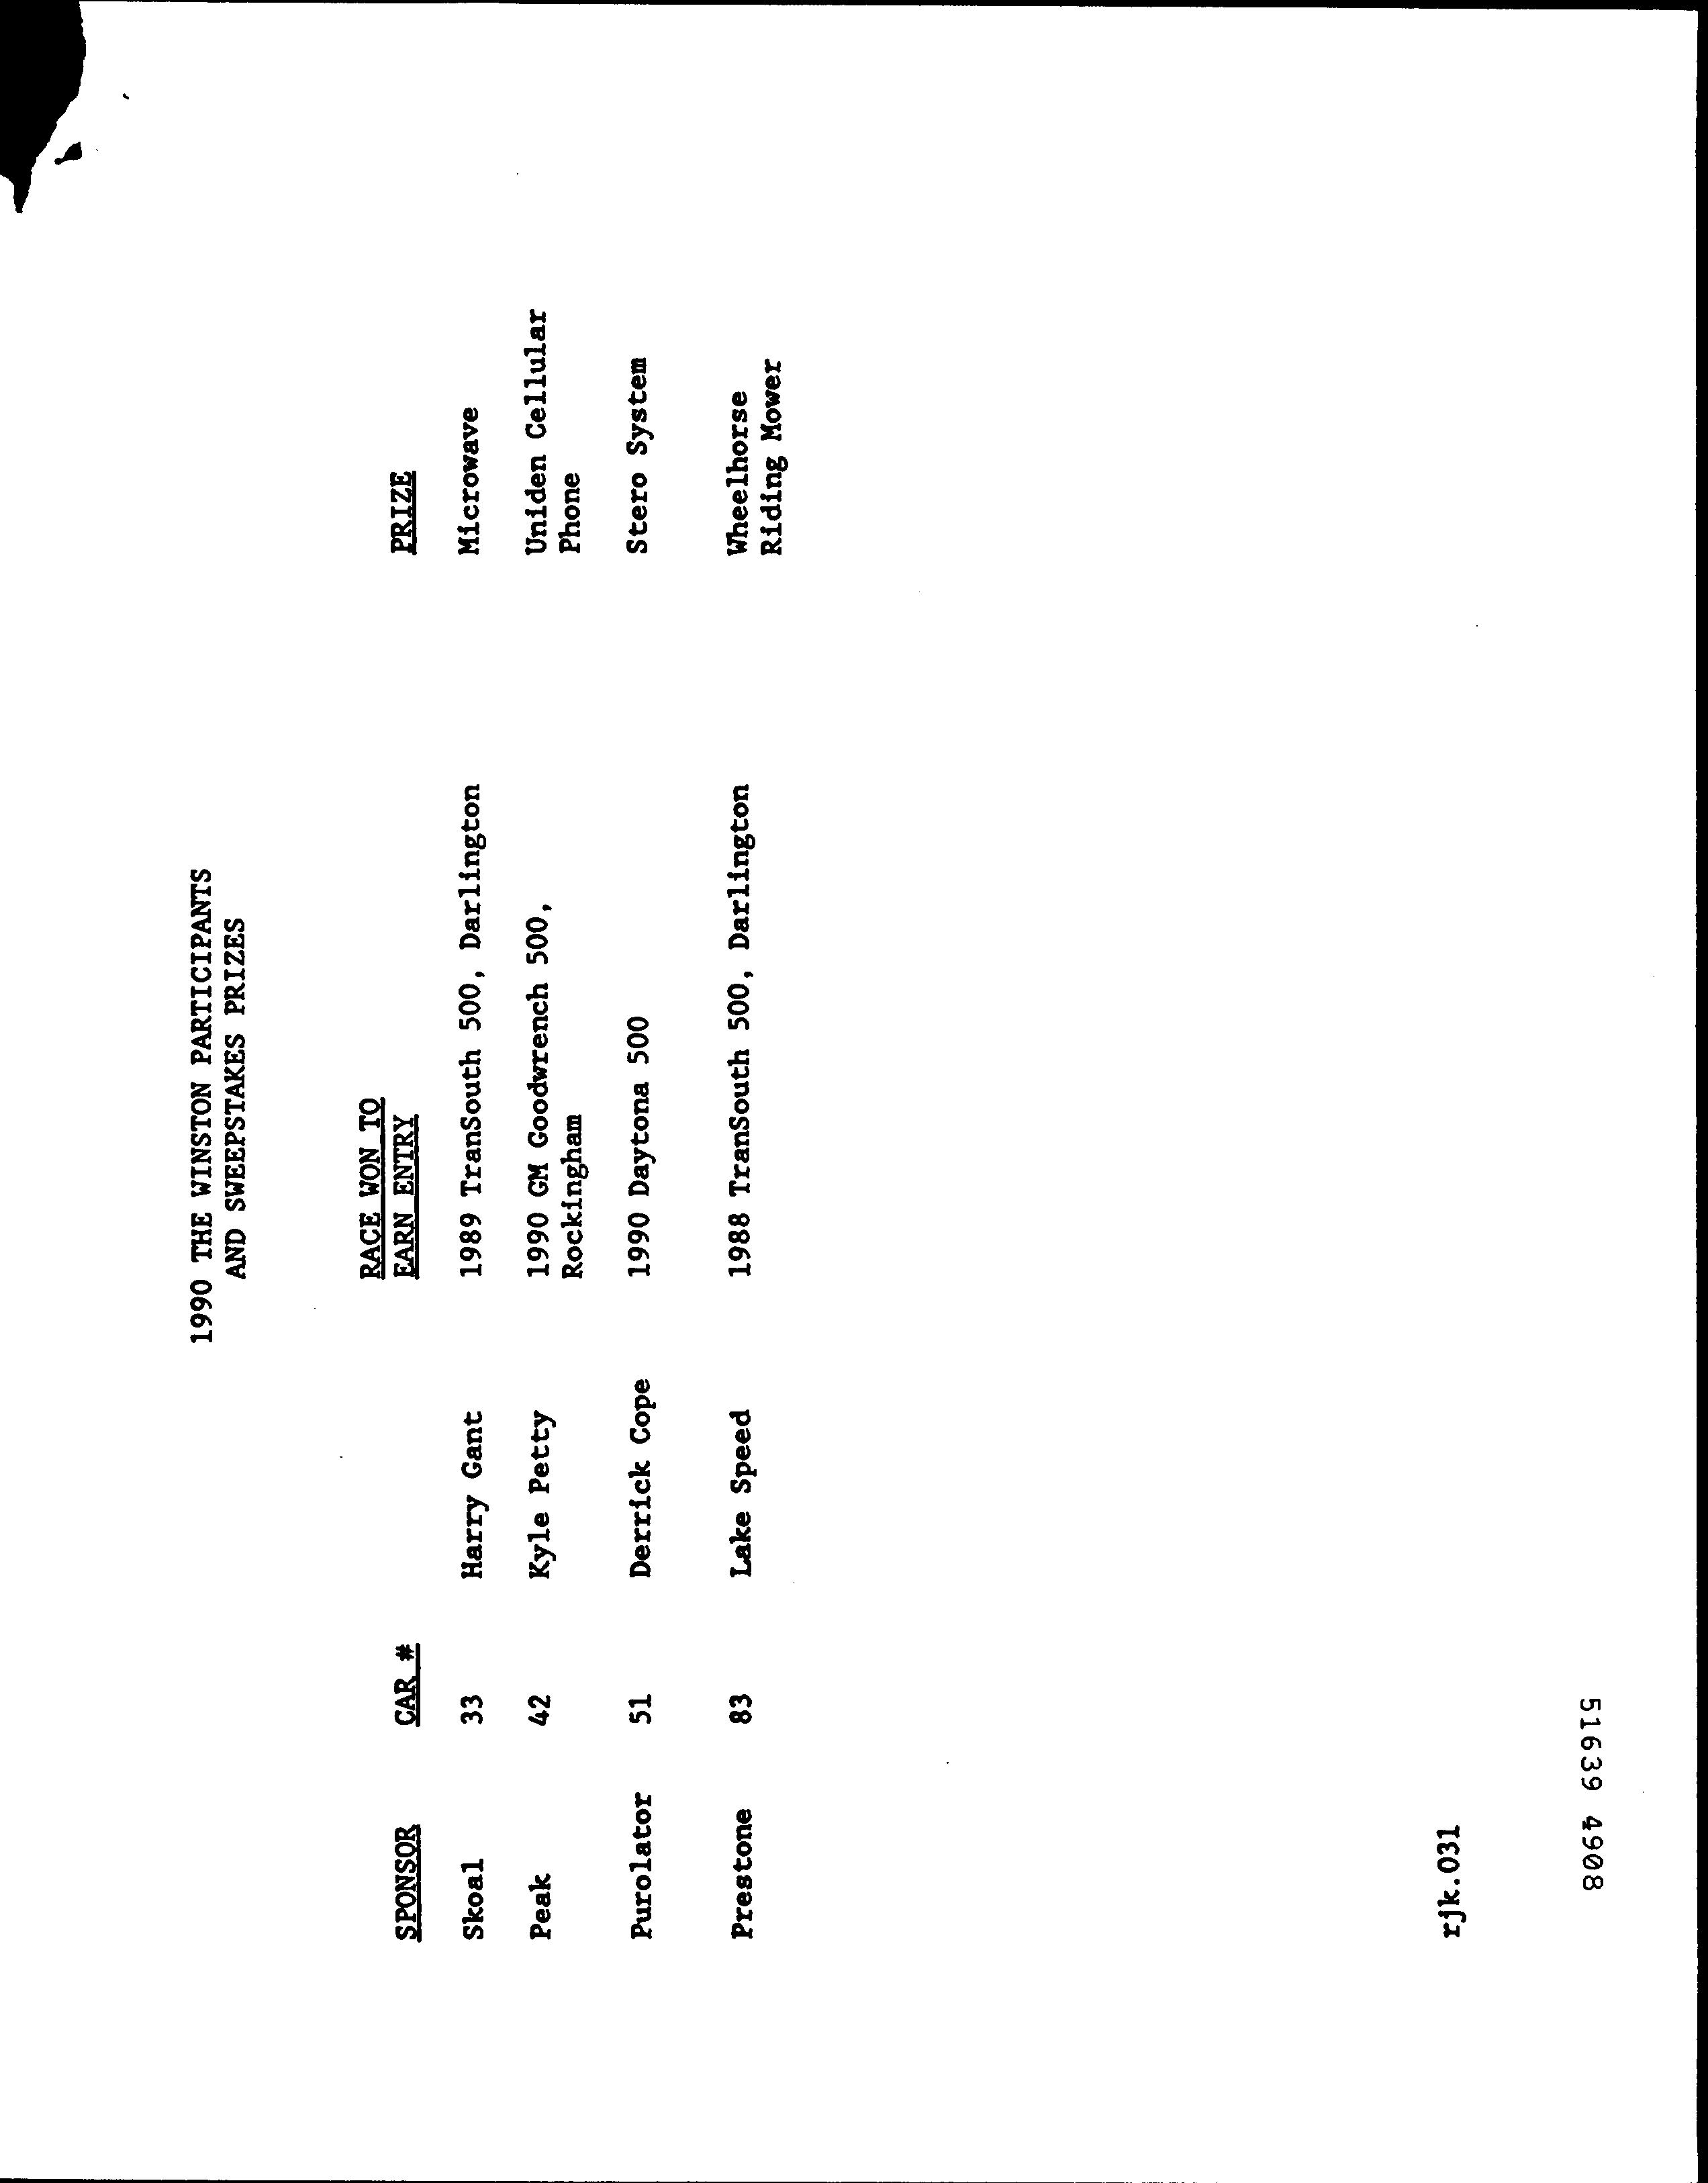 1990 THE WINSTON PARTICIPANTS
AND SWEEPSTAKES PRIZES
RACE WON TO
SPONSOR CAR # EARN ENTRY PRIZE
Skoal 33 Harry Gant 1989 TranSouth 500, Darlington Microwave
Peak 42 Kyle Petty 1990 GM Goodwrench 500, Uniden Cellular
Rockingham Phone
Purolator 51 Derrick Cope 1990 Daytona 500 Stero System
Prestone 83 Lake Speed 1988 TranSouth 500, Darlington Wheelhorse
Riding Mower
rjk.031
51639 4908